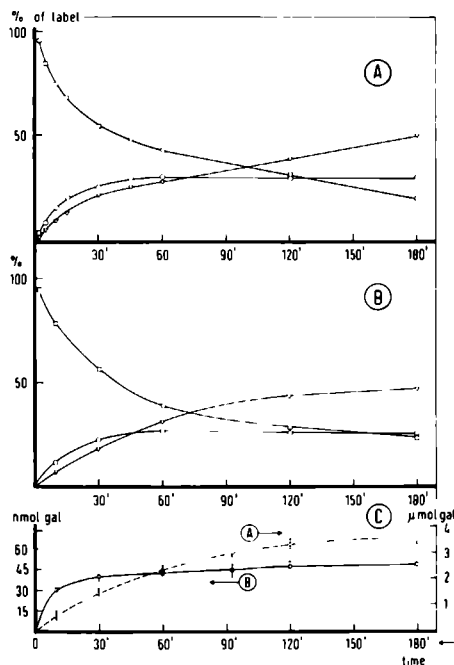 % of label
100
A
50
30' 60' 90' 120' 150' 180'
%
100
B
50
30' 60' 90' 120' 150' 180'
nmol gal
C
μmol gal
60
45
30
15
A
B
4
3
2
1
0 30' 60' 90' 120' 150' 180'
time